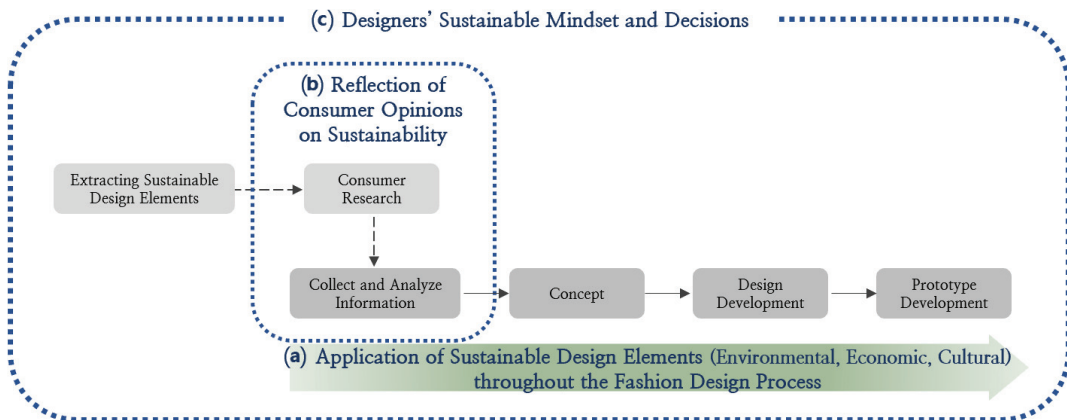 (c) Designers' Sustainable Mindset and Decisions
(b) Reflection of
Consumer Opinions
on Sustainability
Extracting Sustainable
Design Elements
Consumer
Research
Collect and Analyze
Information
Concept
Design
Development
Prototype
Development
(a) Application of Sustainable Design Elements (Environmental, Economic, Cultural)
throughout the Fashion Design Process